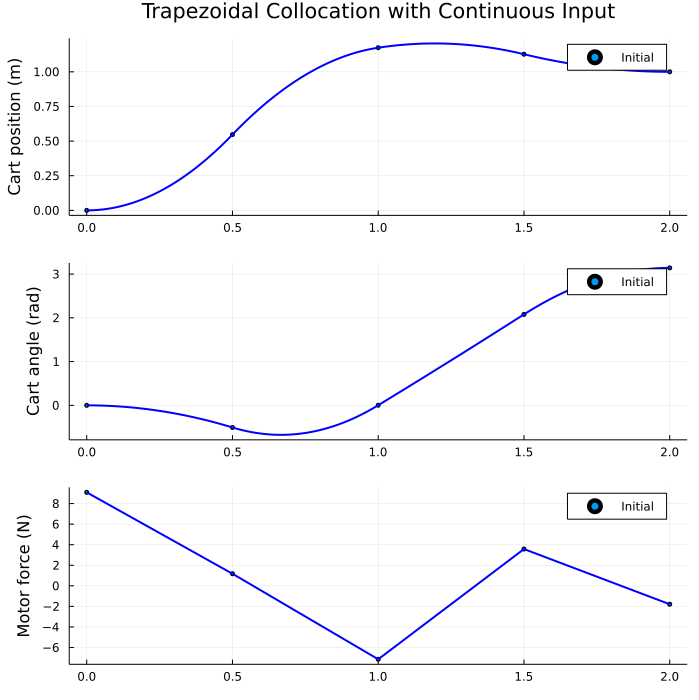 Trapezoidal Collocation with Continuous Input
Cart position (m)
1.00
0.75
0.50
0.25
0.00
0.0 0.5 1.0 1.5 2.0
Initial
Cart angle (rad)
3
2
1
0
0.0 0.5 1.0 1.5 2.0
Initial
Motor force (N)
8
6
4
2
0
−2
−4
−6
0.0 0.5 1.0 1.5 2.0
Initial